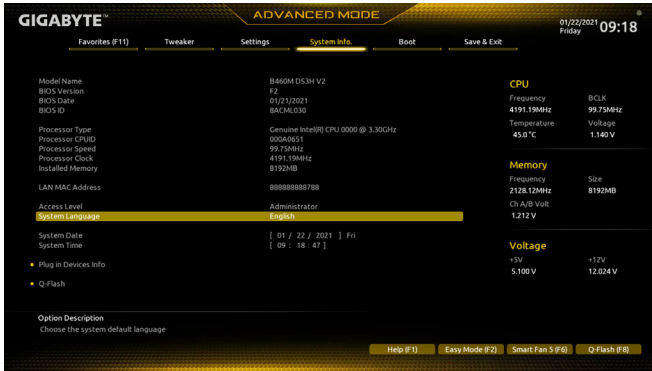 GIGABYTE™
ADVANCED MODE
01/22/2021 Friday 09:18
Favorites (F11) Tweaker Settings System Info. Boot Save & Exit
Model Name B460M DS3H V2
BIOS Version F2
BIOS Date 01/21/2021
BIOS ID 8ACML030
Processor Type Genuine Intel(R) CPU 0000 @ 3.30GHz
Processor CPUID 000A0651
Processor Speed 99.75MHz
Processor Clock 4191.19MHz
Installed Memory 8192MB
LAN MAC Address 888888888788
Access Level Administrator
System Language English
System Date [ 01 / 22 / 2021 ] Fri
System Time [ 09 : 18 : 47 ]
Plug in Devices Info
Q-Flash
CPU
Frequency BCLK
4191.19MHz 99.75MHz
Temperature Voltage
45.0 °C 1.140 V
Memory
Frequency Size
2128.12MHz 8192MB
Ch A/B Volt
1.212 V
Voltage
+5V +12V
5.100 V 12.024 V
Option Description
Choose the system default language
Help (F1) Easy Mode (F2) Smart Fan 5 (F6) Q-Flash (F8)